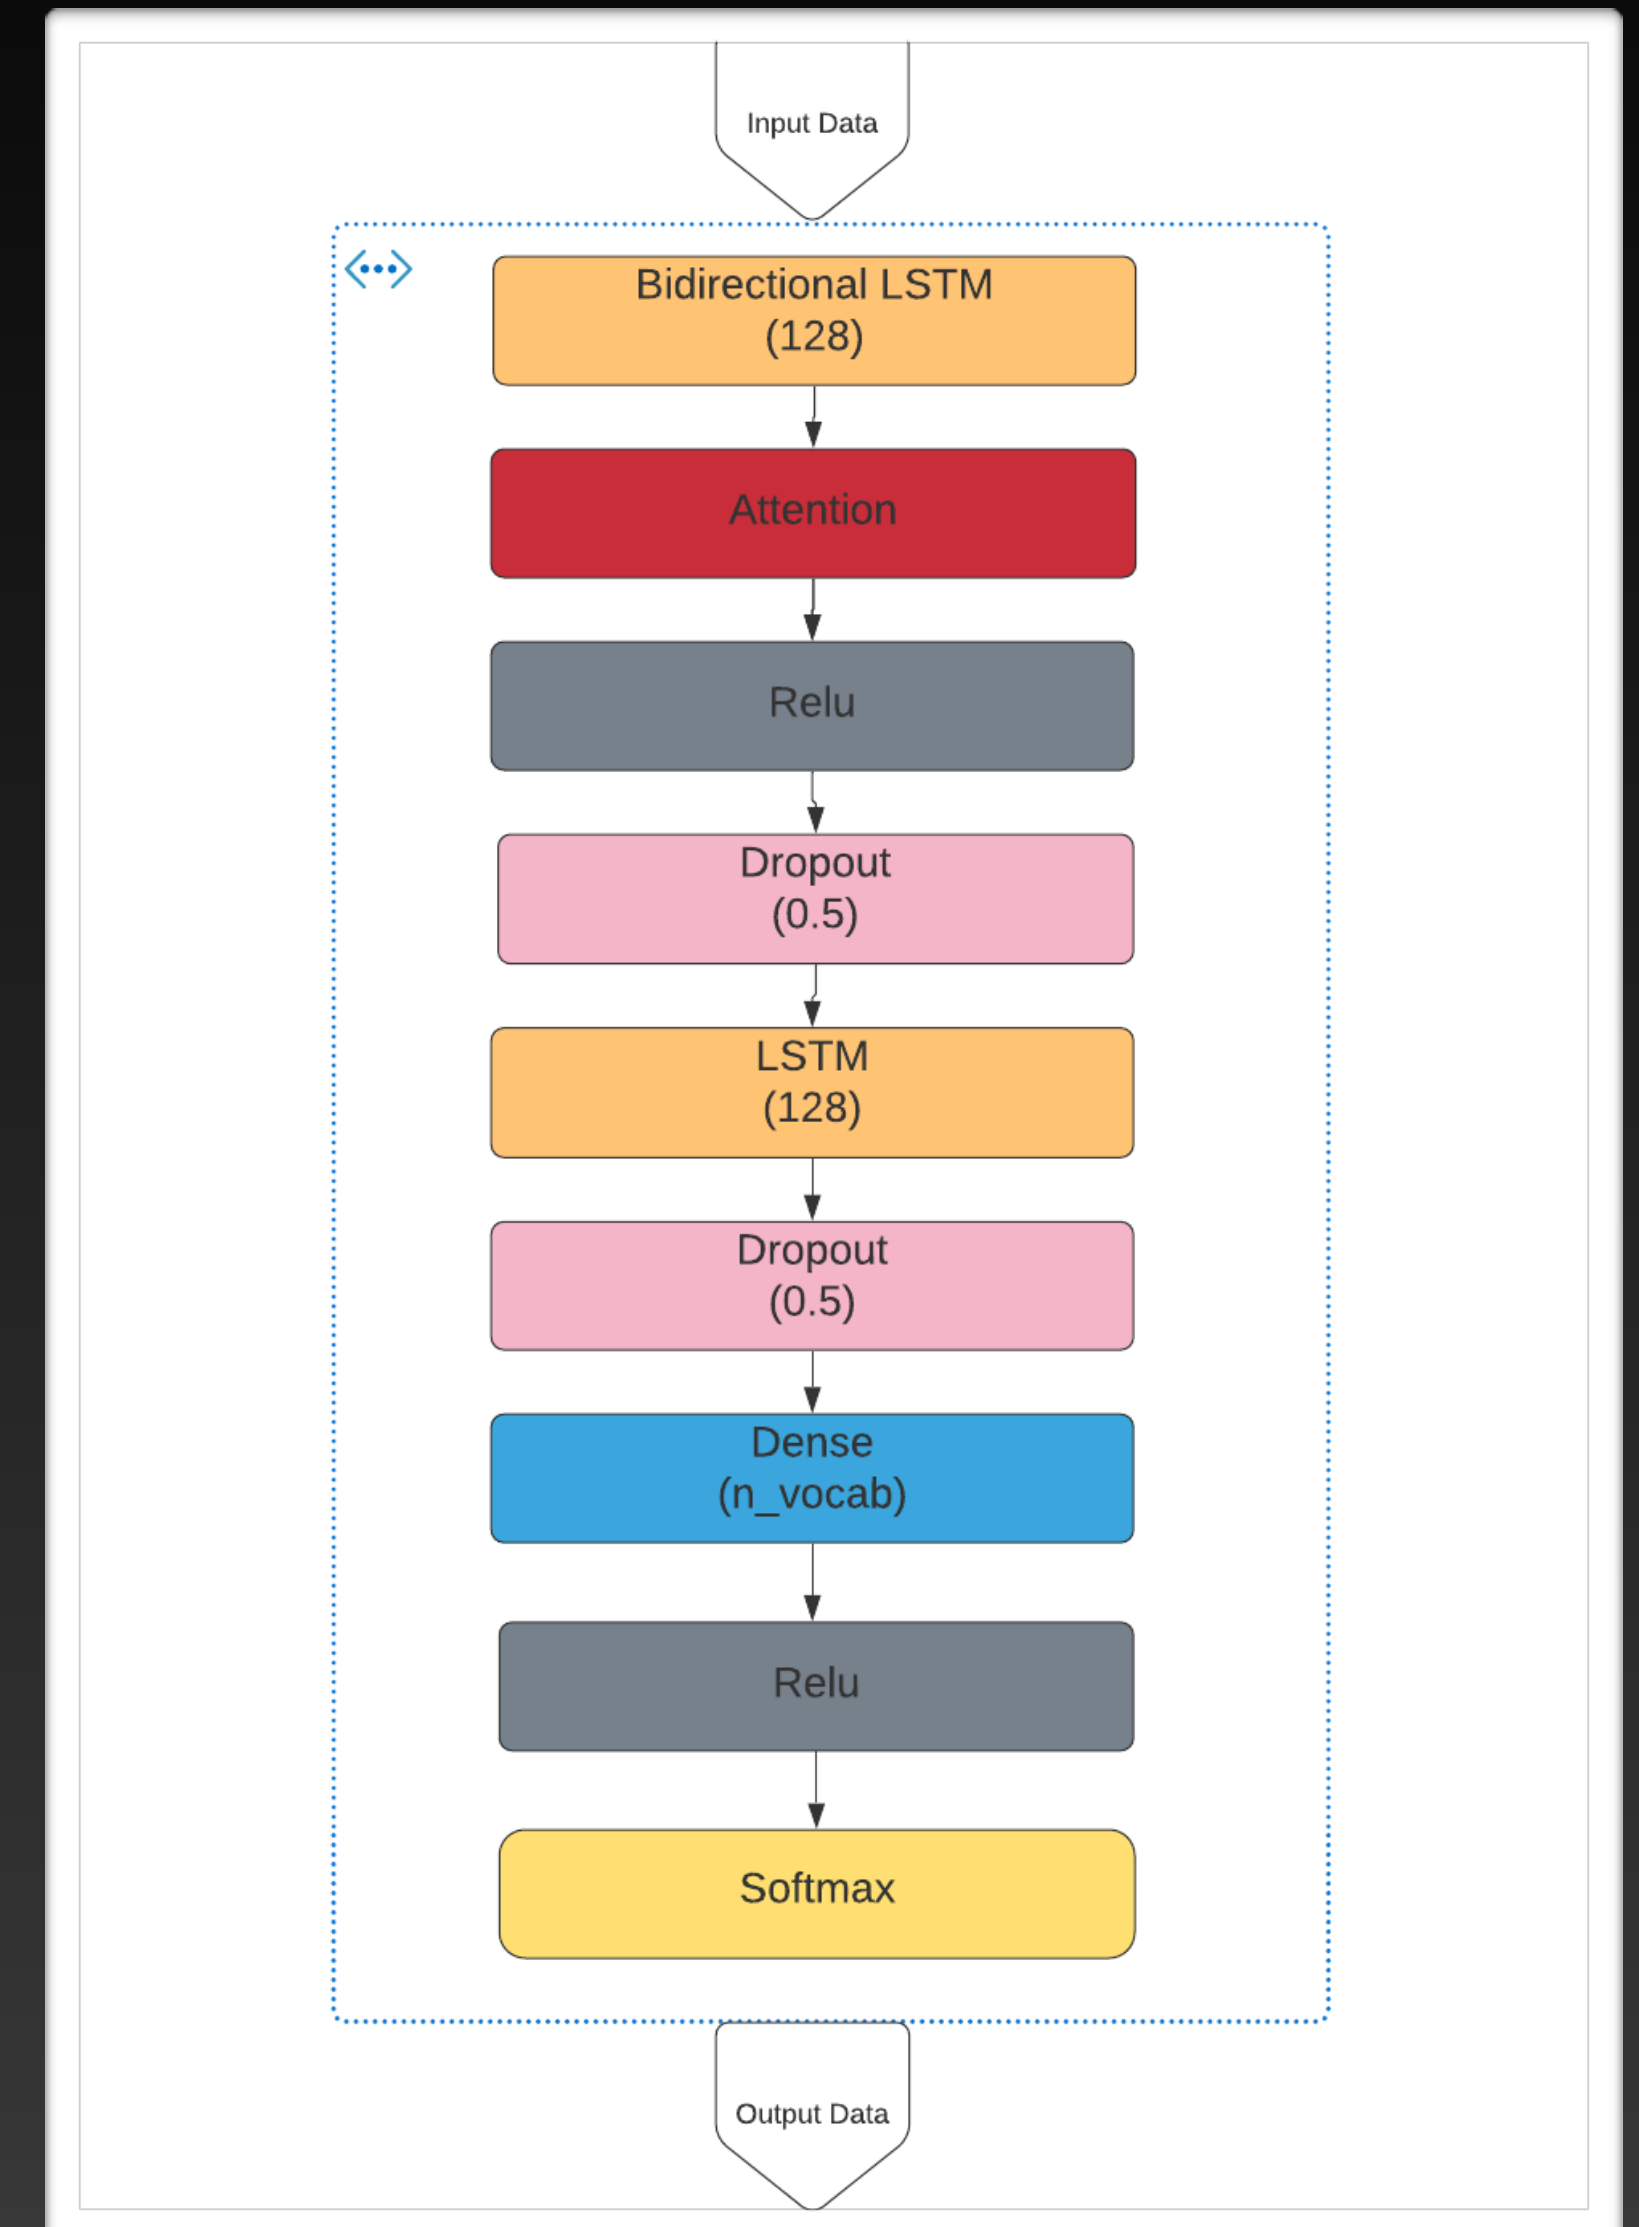 Input Data
Bidirectional LSTM
(128)
Attention
Relu
Dropout
(0.5)
LSTM
(128)
Dropout
(0.5)
Dense
(n_vocab)
Relu
Softmax
Output Data